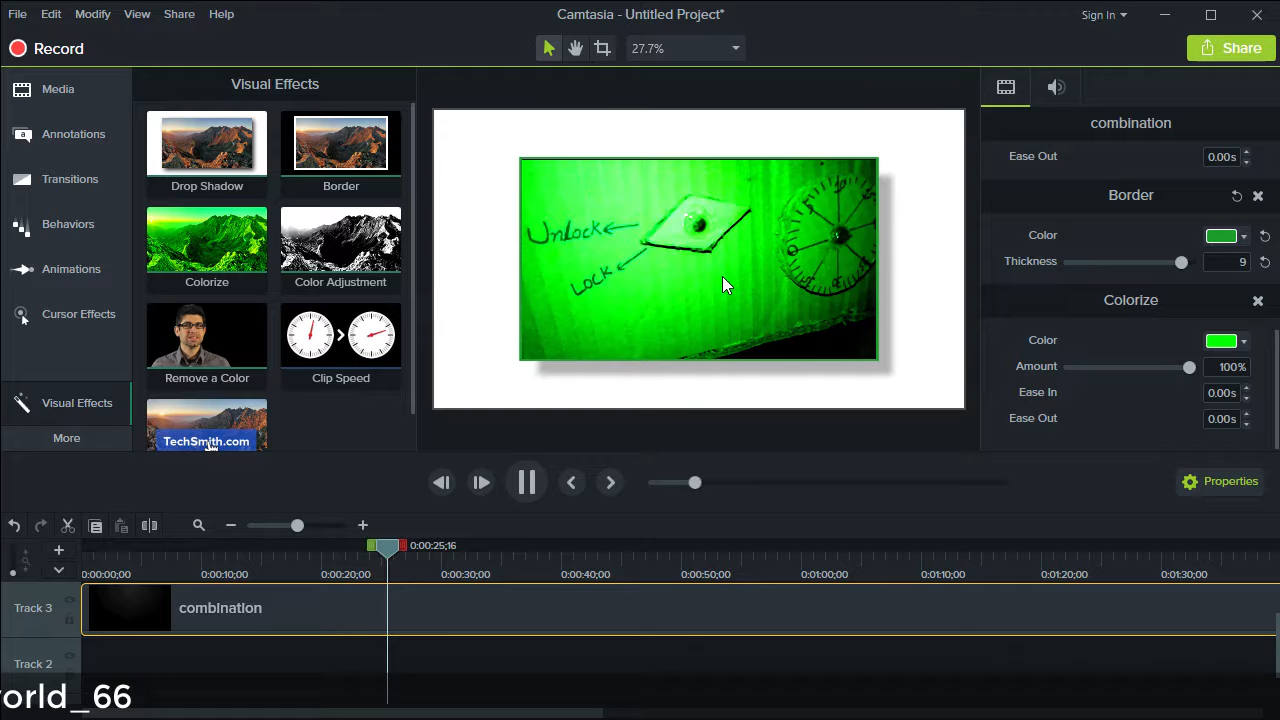 File Edit Modify View Share Help
Camtasia - Untitled Project*
Sign In
Record
27.7%
Share
Media
Annotations
Transitions
Behaviors
Animations
Cursor Effects
Visual Effects
More
Visual Effects
Drop Shadow
Border
Colorize
Color Adjustment
Remove a Color
Clip Speed
TechSmith.com
Unlock
Lock
combination
Ease Out 0.00s
Border
Color
Thickness 9
Colorize
Color
Amount 100%
Ease In 0.00s
Ease Out 0.00s
Properties
0:00:25;16
0:00:00;00 0:00:10;00 0:00:20;00 0:00:30;00 0:00:40;00 0:00:50;00 0:01:00;00 0:01:10;00 0:01:20;00 0:01:30;00
Track 3
combination
Track 2
orld_66